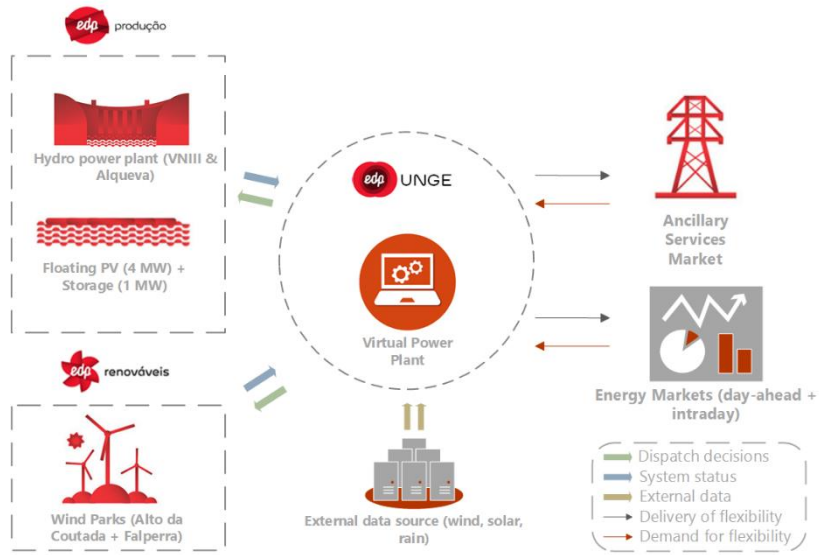 edp produção
Hydro power plant (VNIII &
Alqueva)
Floating PV (4 MW) +
Storage (1 MW)
edp renováveis
Wind Parks (Alto da
Coutada + Falperra)
edp UNGE
Virtual Power
Plant
External data source (wind, solar,
rain)
Ancillary
Services
Market
Energy Markets (day-ahead +
intraday)
Dispatch decisions
System status
External data
Delivery of flexibility
Demand for flexibility